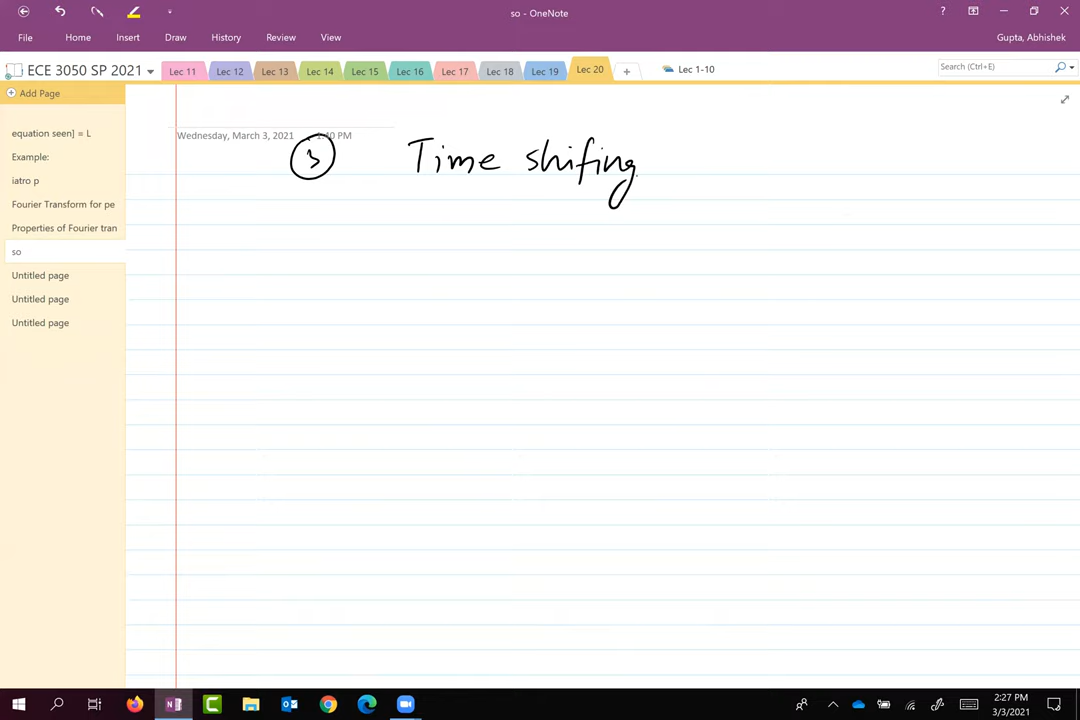 so - OneNote
?
File Home Insert Draw History Review View
Gupta, Abhishek
ECE 3050 SP 2021
Lec 11 Lec 12 Lec 13 Lec 14 Lec 15 Lec 16 Lec 17 Lec 18 Lec 19 Lec 20 + Lec 1-10
Search (Ctrl+E)
+ Add Page
equation seen] = L
Example:
iatro p
Fourier Transform for pe
Properties of Fourier tran
so
Untitled page
Untitled page
Untitled page
Wednesday, March 3, 2021 1:40 PM
3 Time shifing
2:27 PM
3/3/2021